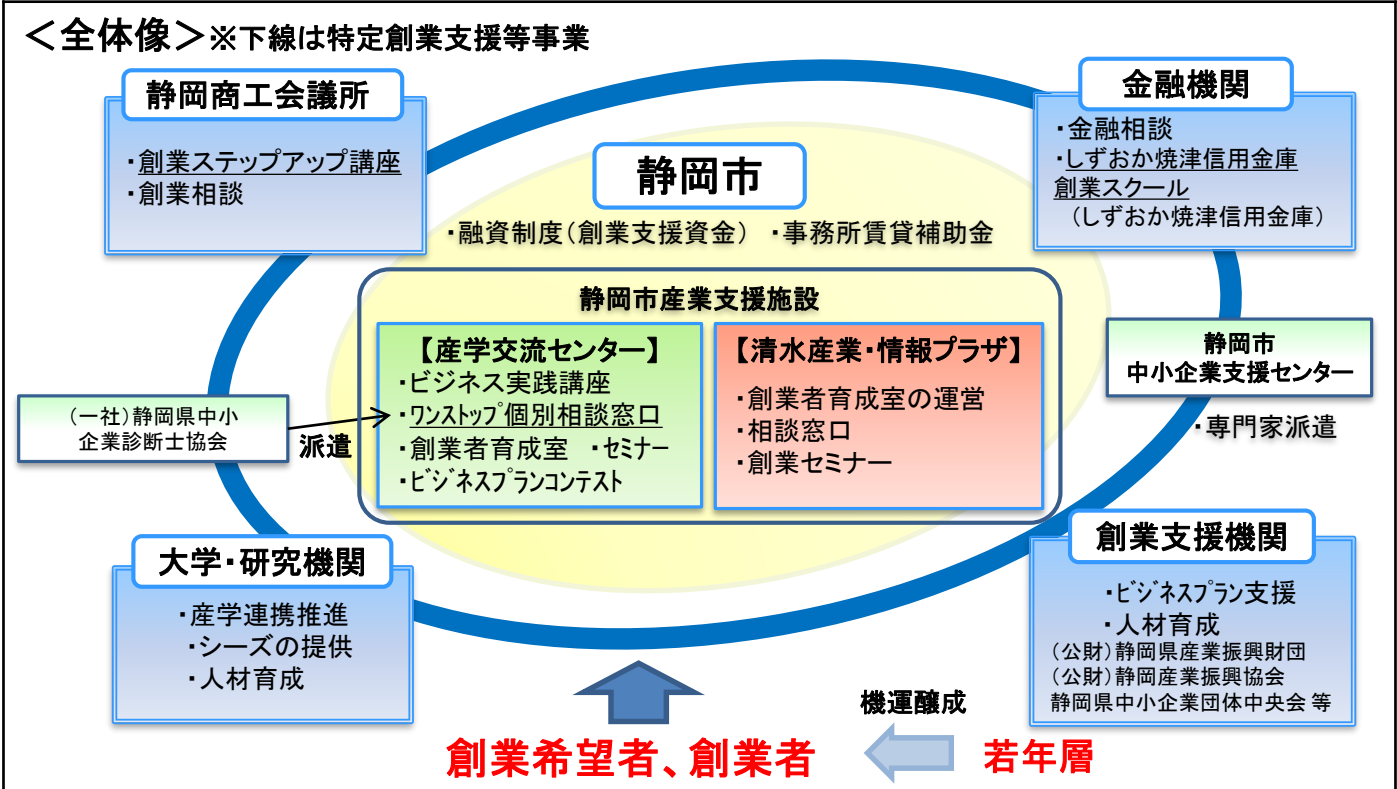 ＜全体像＞※下線は特定創業支援等事業
静岡商工会議所
・創業ステップアップ講座
・創業相談
金融機関
・金融相談
・しずおか焼津信用金庫
創業スクール
（しずおか焼津信用金庫）
静岡市
・融資制度（創業支援資金）　・事務所賃貸補助金
静岡市産業支援施設
【産学交流センター】
・ビジネス実践講座
・ﾜﾝｽﾄｯﾌﾟ個別相談窓口
・創業者育成室　・ｾﾐﾅｰ
・ﾋﾞｼﾞﾈｽﾌﾟﾗﾝｺﾝﾃｽﾄ
【清水産業・情報プラザ】
・創業者育成室の運営
・相談窓口
・創業セミナー
（一社）静岡県中小
企業診断士協会
派遣
静岡市
中小企業支援センター
・専門家派遣
大学・研究機関
・産学連携推進
・シーズの提供
・人材育成
創業支援機関
・ﾋﾞｼﾞﾈｽﾌﾟﾗﾝ支援
・人材育成
（公財）静岡県産業振興財団
（公財）静岡産業振興協会
静岡県中小企業団体中央会 等
機運醸成
創業希望者、創業者
若年層